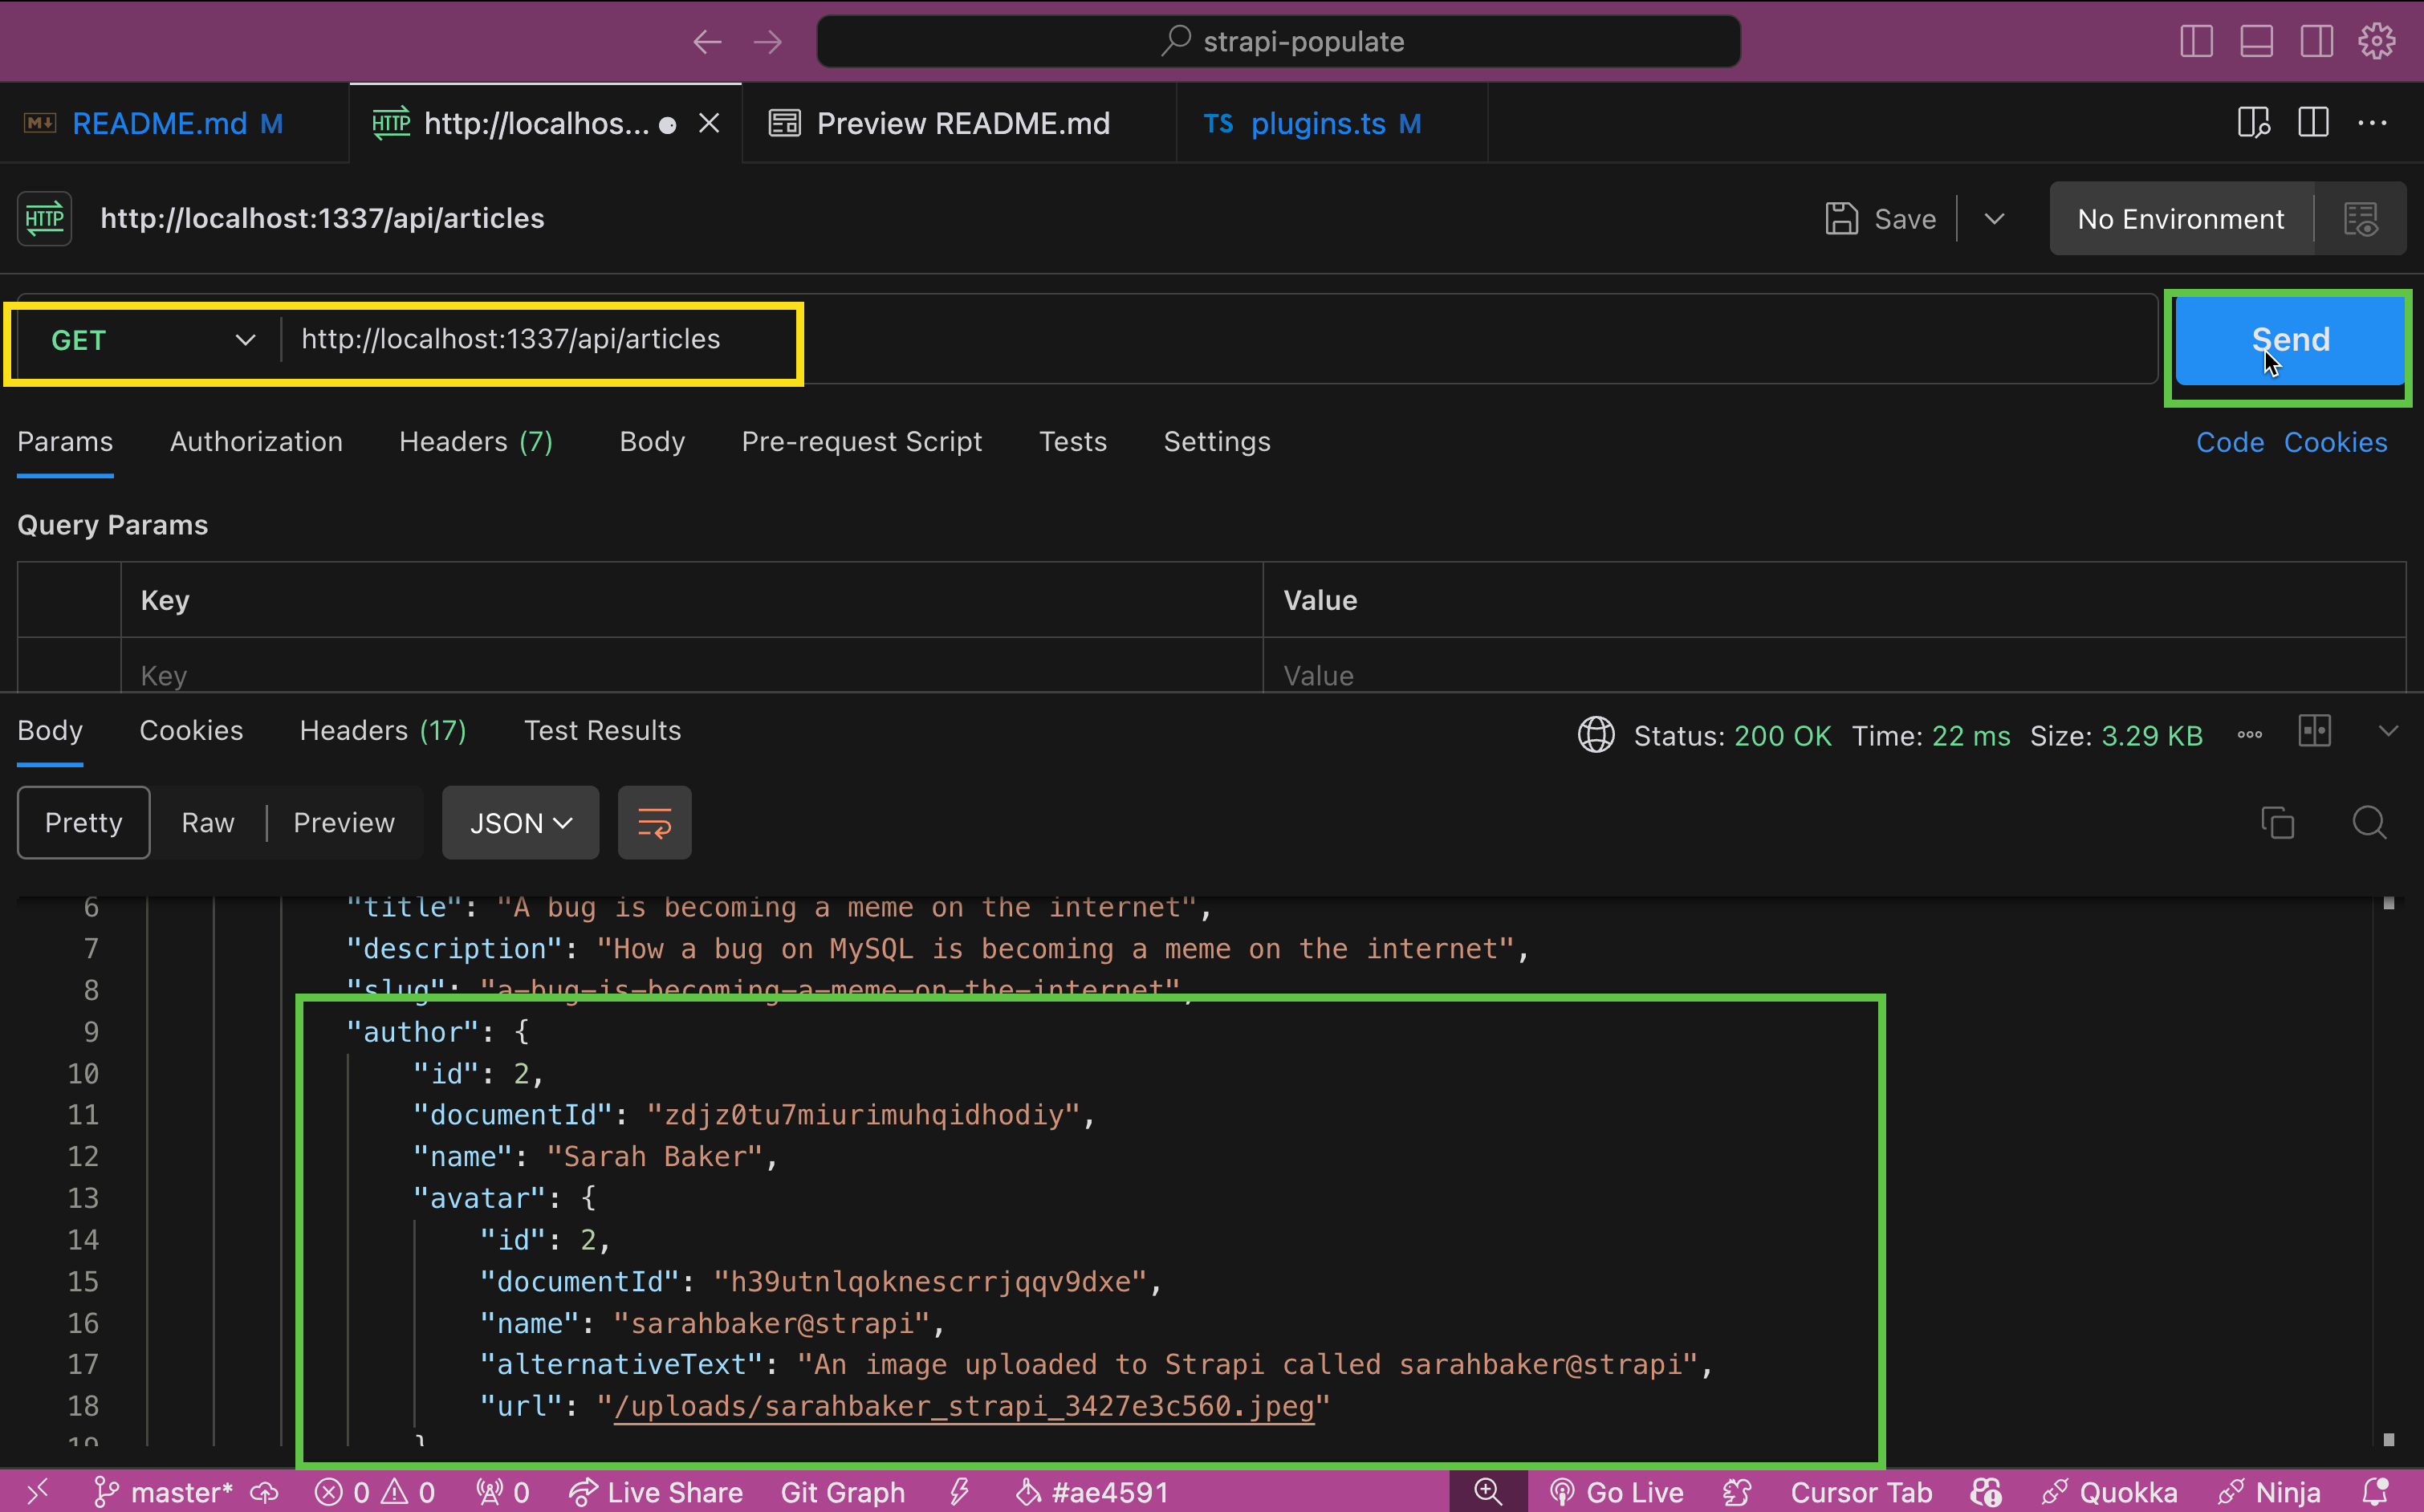 strapi-populate
README.md M
HTTP http://localhos...
Preview README.md
TS plugins.ts M
HTTP http://localhost:1337/api/articles
Save
No Environment
GET http://localhost:1337/api/articles
Send
Params Authorization Headers (7) Body Pre-request Script Tests Settings
Code Cookies
Query Params
Key Value
Key Value
Body Cookies Headers (17) Test Results
Status: 200 OK Time: 22 ms Size: 3.29 KB
Pretty Raw Preview JSON
6 "title": "A bug is becoming a meme on the internet",
7 "description": "How a bug on MySQL is becoming a meme on the internet",
8 "slug": "a-bug-is-becoming-a-meme-on-the-internet",
9 "author": {
10 "id": 2,
11 "documentId": "zdjz0tu7miurimuhqidhodiy",
12 "name": "Sarah Baker",
13 "avatar": {
14 "id": 2,
15 "documentId": "h39utnlqoknescrrjqqv9dxe",
16 "name": "sarahbaker@strapi",
17 "alternativeText": "An image uploaded to Strapi called sarahbaker@strapi",
18 "url": "/uploads/sarahbaker_strapi_3427e3c560.jpeg"
19 }
master* 0 0 0 Live Share Git Graph #ae4591 Go Live Cursor Tab Quokka Ninja